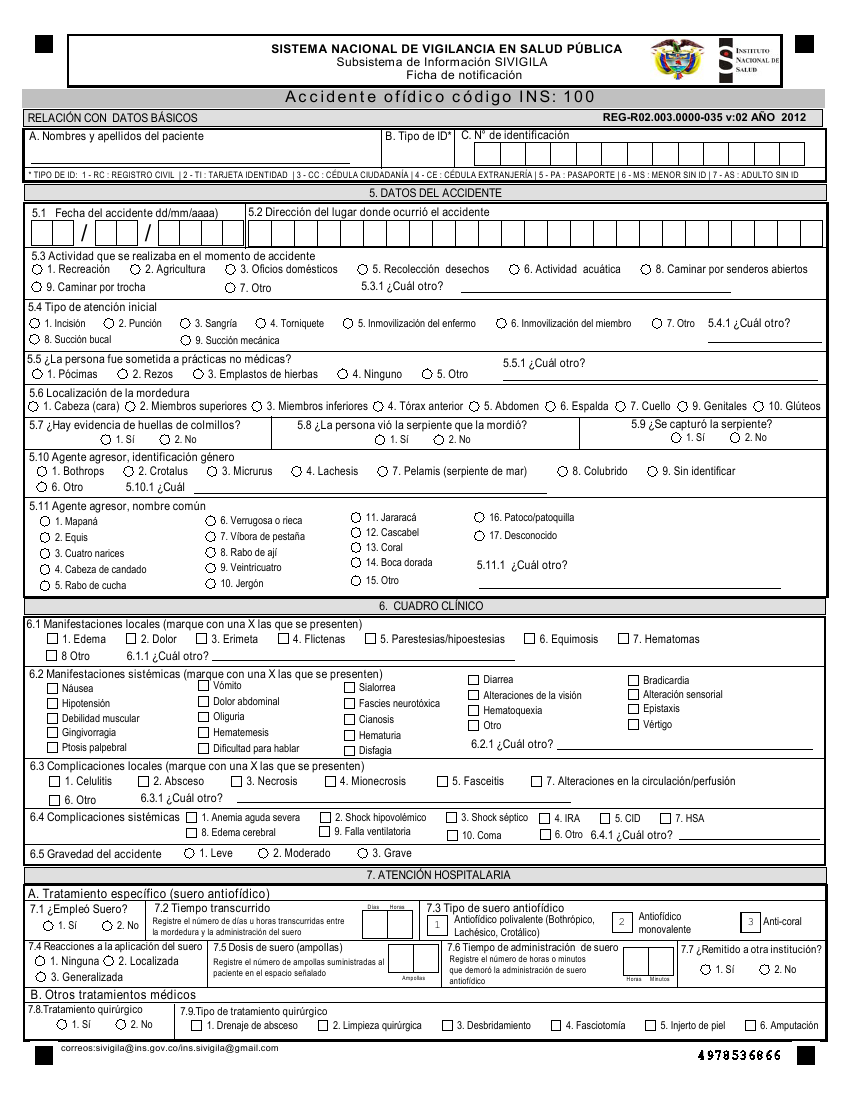 SISTEMA NACIONAL DE VIGILANCIA EN SALUD PÚBLICA
Subsistema de Información SIVIGILA
Ficha de notificación
INSTITUTO
NACIONAL DE
SALUD
Accidente ofídico código INS: 100
RELACIÓN CON DATOS BÁSICOS REG-R02.003.0000-035 v:02 AÑO 2012
A. Nombres y apellidos del paciente B. Tipo de ID* C. N° de identificación
* TIPO DE ID: 1 - RC : REGISTRO CIVIL | 2 - TI : TARJETA IDENTIDAD | 3 - CC : CÉDULA CIUDADANÍA | 4 - CE : CÉDULA EXTRANJERÍA | 5 - PA : PASAPORTE | 6 - MS : MENOR SIN ID | 7 - AS : ADULTO SIN ID
5. DATOS DEL ACCIDENTE
5.1 Fecha del accidente dd/mm/aaaa) 5.2 Dirección del lugar donde ocurrió el accidente
/ /
5.3 Actividad que se realizaba en el momento de accidente
1. Recreación 2. Agricultura 3. Oficios domésticos 5. Recolección desechos 6. Actividad acuática 8. Caminar por senderos abiertos
9. Caminar por trocha 7. Otro 5.3.1 ¿Cuál otro?
5.4 Tipo de atención inicial
1. Incisión 2. Punción 3. Sangría 4. Torniquete 5. Inmovilización del enfermo 6. Inmovilización del miembro 7. Otro 5.4.1 ¿Cuál otro?
8. Succión bucal 9. Succión mecánica
5.5 ¿La persona fue sometida a prácticas no médicas? 5.5.1 ¿Cuál otro?
1. Pócimas 2. Rezos 3. Emplastos de hierbas 4. Ninguno 5. Otro
5.6 Localización de la mordedura
1. Cabeza (cara) 2. Miembros superiores 3. Miembros inferiores 4. Tórax anterior 5. Abdomen 6. Espalda 7. Cuello 9. Genitales 10. Glúteos
5.7 ¿Hay evidencia de huellas de colmillos? 5.8 ¿La persona vió la serpiente que la mordió? 5.9 ¿Se capturó la serpiente?
1. Sí 2. No 1. Sí 2. No 1. Sí 2. No
5.10 Agente agresor, identificación género
1. Bothrops 2. Crotalus 3. Micrurus 4. Lachesis 7. Pelamis (serpiente de mar) 8. Colubrido 9. Sin identificar
6. Otro 5.10.1 ¿Cuál
5.11 Agente agresor, nombre común
1. Mapaná 6. Verrugosa o rieca 11. Jararacá 16. Patoco/patoquilla
2. Equis 7. Víbora de pestaña 12. Cascabel 17. Desconocido
3. Cuatro narices 8. Rabo de ají 13. Coral
4. Cabeza de candado 9. Veintricuatro 14. Boca dorada 5.11.1 ¿Cuál otro?
5. Rabo de cucha 10. Jergón 15. Otro
6. CUADRO CLÍNICO
6.1 Manifestaciones locales (marque con una X las que se presenten)
1. Edema 2. Dolor 3. Erimeta 4. Flictenas 5. Parestesias/hipoestesias 6. Equimosis 7. Hematomas
8 Otro 6.1.1 ¿Cuál otro?
6.2 Manifestaciones sistémicas (marque con una X las que se presenten)
Náusea Vómito Sialorrea Diarrea Bradicardia
Hipotensión Dolor abdominal Fascies neurotóxica Alteraciones de la visión Alteración sensorial
Debilidad muscular Oliguria Cianosis Hematoquexia Epistaxis
Gingivorragia Hematemesis Hematuria Otro Vértigo
Ptosis palpebral Dificultad para hablar Disfagia 6.2.1 ¿Cuál otro?
6.3 Complicaciones locales (marque con una X las que se presenten)
1. Celulitis 2. Absceso 3. Necrosis 4. Mionecrosis 5. Fasceitis 7. Alteraciones en la circulación/perfusión
6. Otro 6.3.1 ¿Cuál otro?
6.4 Complicaciones sistémicas 1. Anemia aguda severa 2. Shock hipovolémico 3. Shock séptico 4. IRA 5. CID 7. HSA
8. Edema cerebral 9. Falla ventilatoria 10. Coma 6. Otro 6.4.1 ¿Cuál otro?
6.5 Gravedad del accidente 1. Leve 2. Moderado 3. Grave
7. ATENCIÓN HOSPITALARIA
A. Tratamiento específico (suero antiofídico)
7.1 ¿Empleó Suero? 7.2 Tiempo transcurrido Días Horas 7.3 Tipo de suero antiofídico
1. Sí 2. No Registre el número de días u horas transcurridas entre la mordedura y la administración del suero 1 Antiofídico polivalente (Bothrópico, Lachésico, Crotálico) 2 Antiofídico monovalente 3 Anti-coral
7.4 Reacciones a la aplicación del suero 7.5 Dosis de suero (ampollas) 7.6 Tiempo de administración de suero 7.7 ¿Remitido a otra institución?
1. Ninguna 2. Localizada Registre el número de ampollas suministradas al paciente en el espacio señalado Registre el número de horas o minutos que demoró la administración de suero antiofídico 1. Sí 2. No
3. Generalizada Ampollas Horas Minutos
B. Otros tratamientos médicos
7.8.Tratamiento quirúrgico 7.9.Tipo de tratamiento quirúrgico
1. Sí 2. No 1. Drenaje de absceso 2. Limpieza quirúrgica 3. Desbridamiento 4. Fasciotomía 5. Injerto de piel 6. Amputación
correos:sivigila@ins.gov.co/ins.sivigila@gmail.com
4978536866